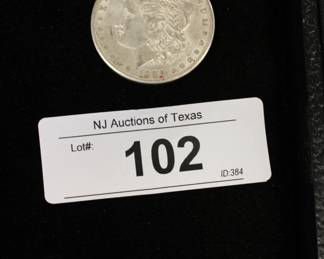 NJ Auctions of Texas
Lot#:
102
ID:384